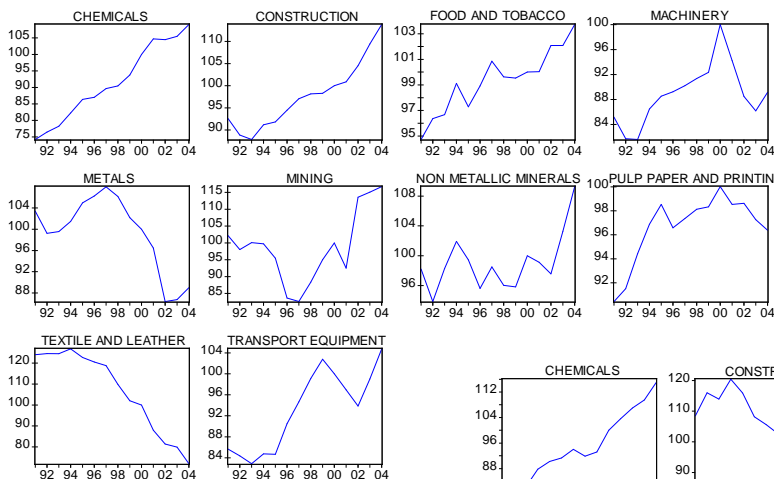 CHEMICALS
105
100
95
90
85
80
75
92 94 96 98 00 02 04
CONSTRUCTION
110
105
100
95
90
92 94 96 98 00 02 04
FOOD AND TOBACCO
103
101
99
97
95
92 94 96 98 00 02 04
MACHINERY
100
96
92
88
84
92 94 96 98 00 02 04
METALS
104
100
96
92
88
92 94 96 98 00 02 04
MINING
115
110
105
100
95
90
85
92 94 96 98 00 02 04
NON METALLIC MINERALS
108
104
100
96
92 94 96 98 00 02 04
PULP PAPER AND PRINTIN
100
98
96
94
92
92 94 96 98 00 02 04
TEXTILE AND LEATHER
120
110
100
90
80
92 94 96 98 00 02 04
TRANSPORT EQUIPMENT
104
100
96
92
88
84
92 94 96 98 00 02 04
CHEMICALS
112
104
96
88
CONSTR
120
110
100
90